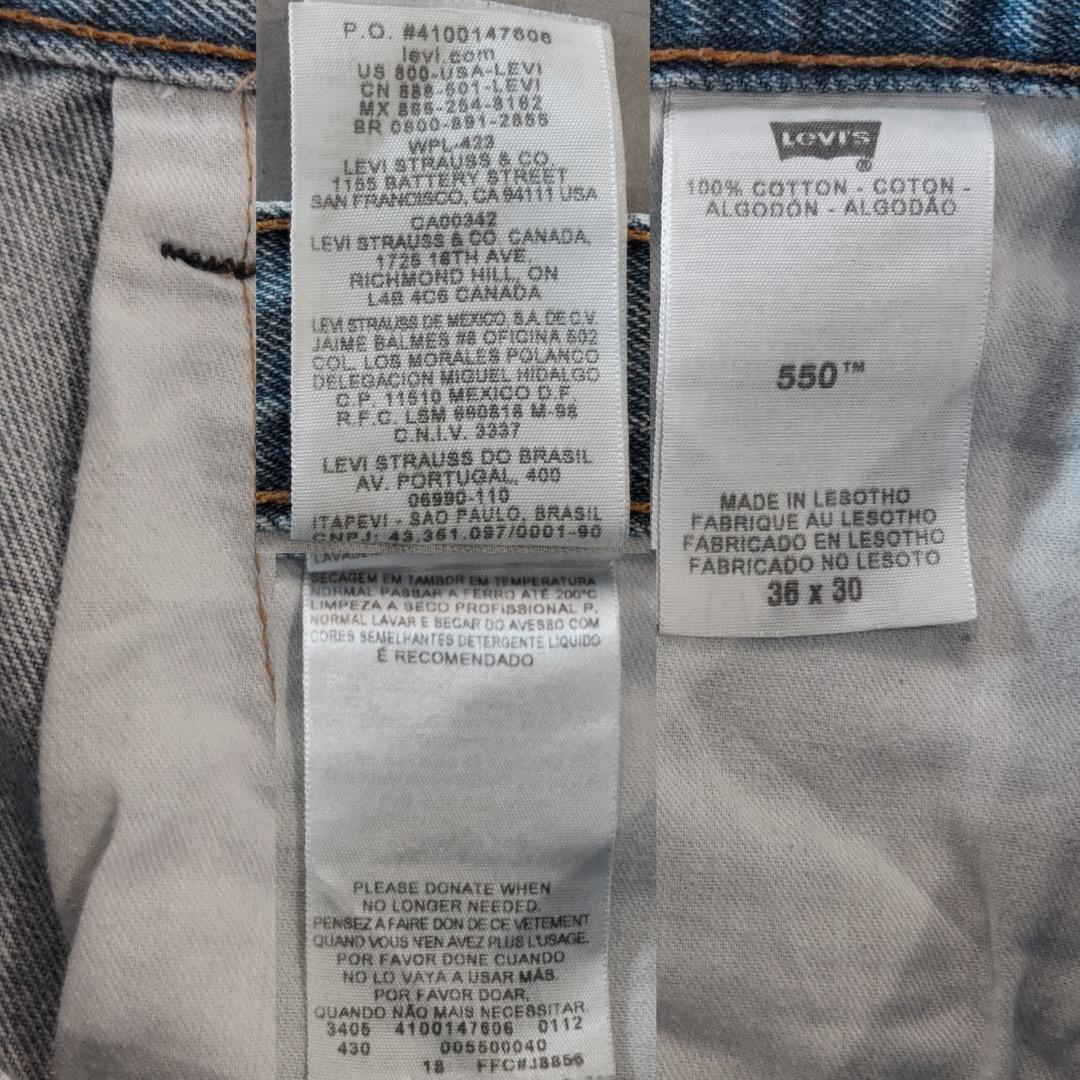 P.O. #4100147606
levi.com
US 800-USA-LEVI
CN 888-501-LEVI
MX 866-254-8162
BR 0800-891-2855
WPL-423
LEVI STRAUSS & CO.
1155 BATTERY STREET
SAN FRANCISCO, CA 94111 USA
CA00342
LEVI STRAUSS & CO. CANADA,
1725 16TH AVE.
RICHMOND HILL, ON
L4B 4C6 CANADA
LEVI STRAUSS DE MEXICO, S.A. DE C.V.
JAIME BALMES #8 OFICINA 502
COL. LOS MORALES POLANCO
DELEGACION MIGUEL HIDALGO
C.P. 11510 MEXICO D.F.
R.F.C. LSM M-98
C.N.I.V. 3337
LEVI STRAUSS DO BRASIL
AV. PORTUGAL, 400
06690-110
ITAPEVI - SAO PAULO, BRASIL
CNPJ: 43.351.097/0001-90
SECAGEM EM TAMBOR EM TEMPERATURA
NORMAL PASSAR A FERRO ATÉ 200°C
LIMPEZA A SECO PROFISSIONAL P.
NORMAL LAVAR E SECAR DO AVESSO COM
CORES SEMELHANTES DETERGENTE LÍQUIDO
É RECOMENDADO
PLEASE DONATE WHEN
NO LONGER NEEDED.
PENSEZ A FAIRE DON DE CE VETEMENT
QUAND VOUS N'EN AVEZ PLUS L'USAGE.
POR FAVOR DONE CUANDO
NO LO VAYA A USAR MÁS.
POR FAVOR DOAR,
QUANDO NÃO MAIS NECESSITAR.
3405 4100147606 0112
430 005500040
18 FFC#J8856
LEVI'S
®
100% COTTON - COTON -
ALGODÓN - ALGODÃO
550™
MADE IN LESOTHO
FABRIQUE AU LESOTHO
FABRICADO EN LESOTHO
FABRICADO NO LESOTO
36 x 30